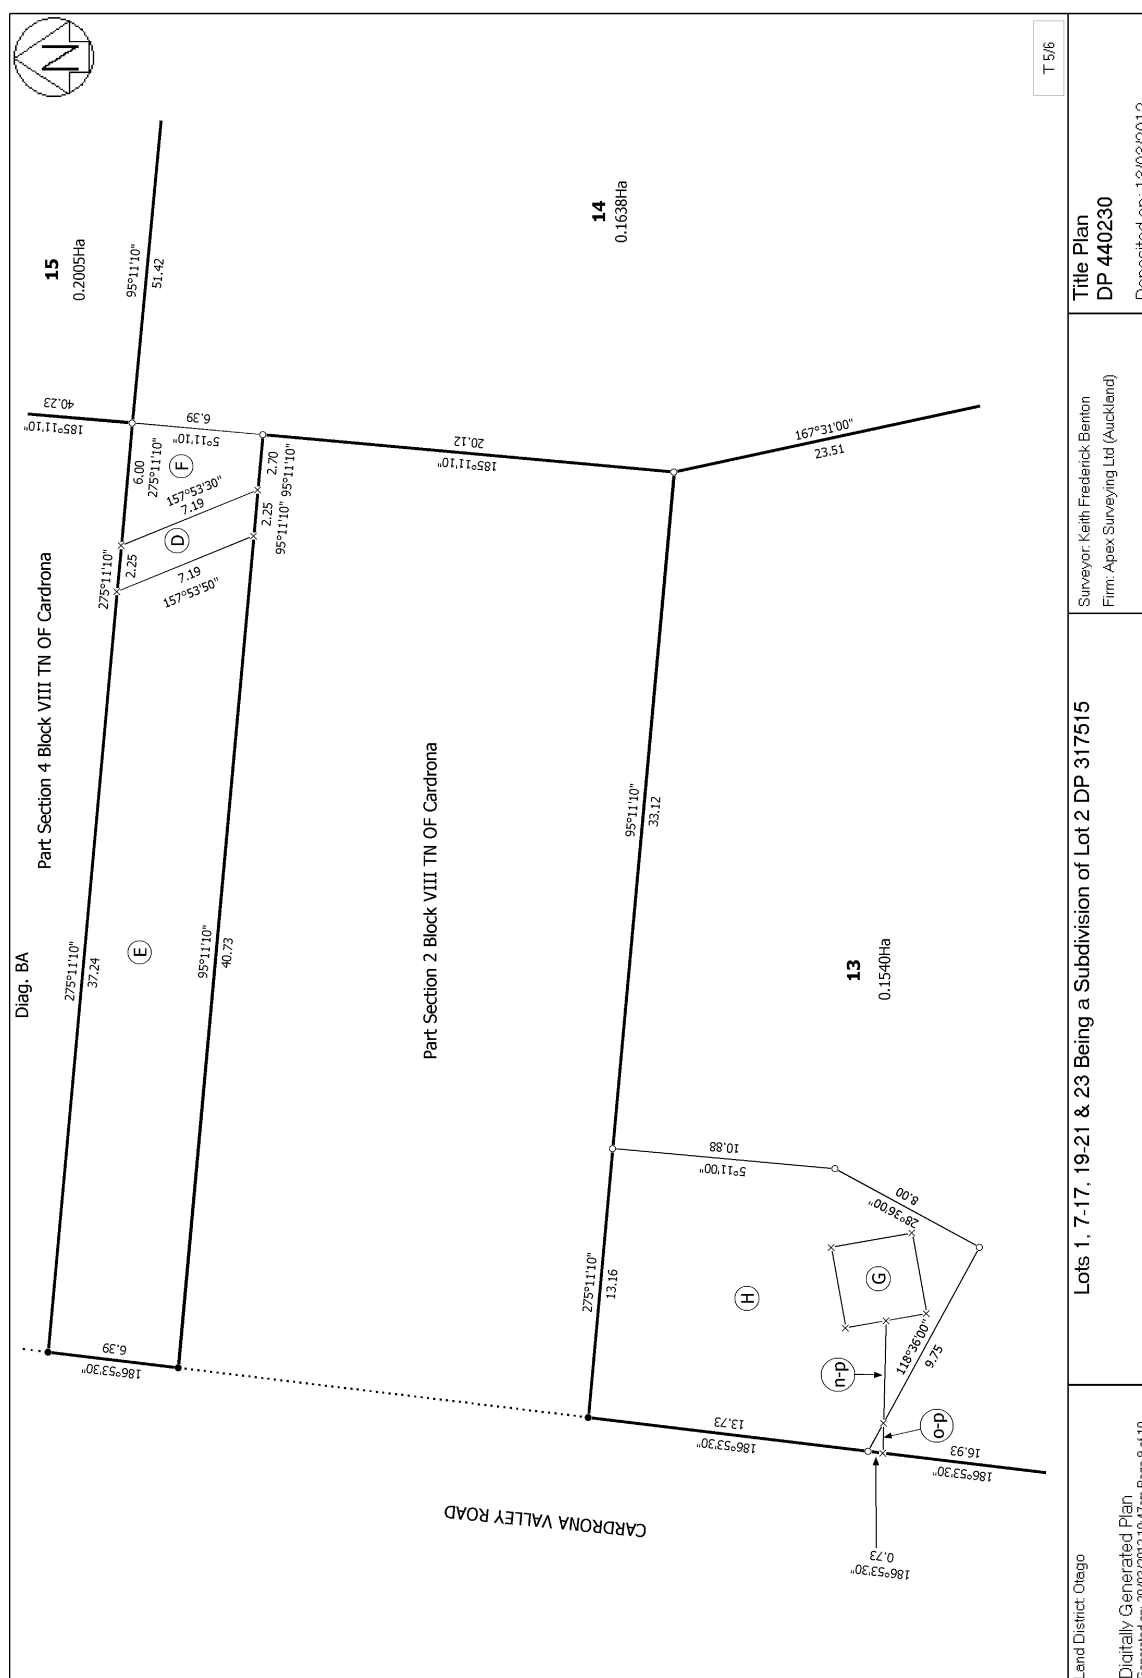 N
T 5/6
Diag. BA
Part Section 4 Block VIII TN OF Cardrona
15
0.2005Ha
185°11'10"
40.23
95°11'10"
51.42
275°11'10"
37.24
275°11'10"
2.25
6.00
275°11'10"
5°11'10"
6.39
F
157°53'30"
7.19
D
7.19
157°53'50"
E
186°53'30"
6.39
95°11'10"
40.73
2.25
95°11'10"
2.70
95°11'10"
14
0.1638Ha
Part Section 2 Block VIII TN OF Cardrona
185°11'10"
20.12
167°31'00"
23.51
95°11'10"
33.12
275°11'10"
13.16
5°11'00"
10.88
13
0.1540Ha
H
28°36'00"
8.00
G
118°36'00"
9.75
n-p
o-p
186°53'30"
13.73
186°53'30"
16.93
186°53'30"
0.73
CARDRONA VALLEY ROAD
Land District: Otago
Digitally Generated Plan
Lots 1, 7-17, 19-21 & 23 Being a Subdivision of Lot 2 DP 317515
Surveyor: Keith Frederick Benton
Firm: Apex Surveying Ltd (Auckland)
Title Plan
DP 440230